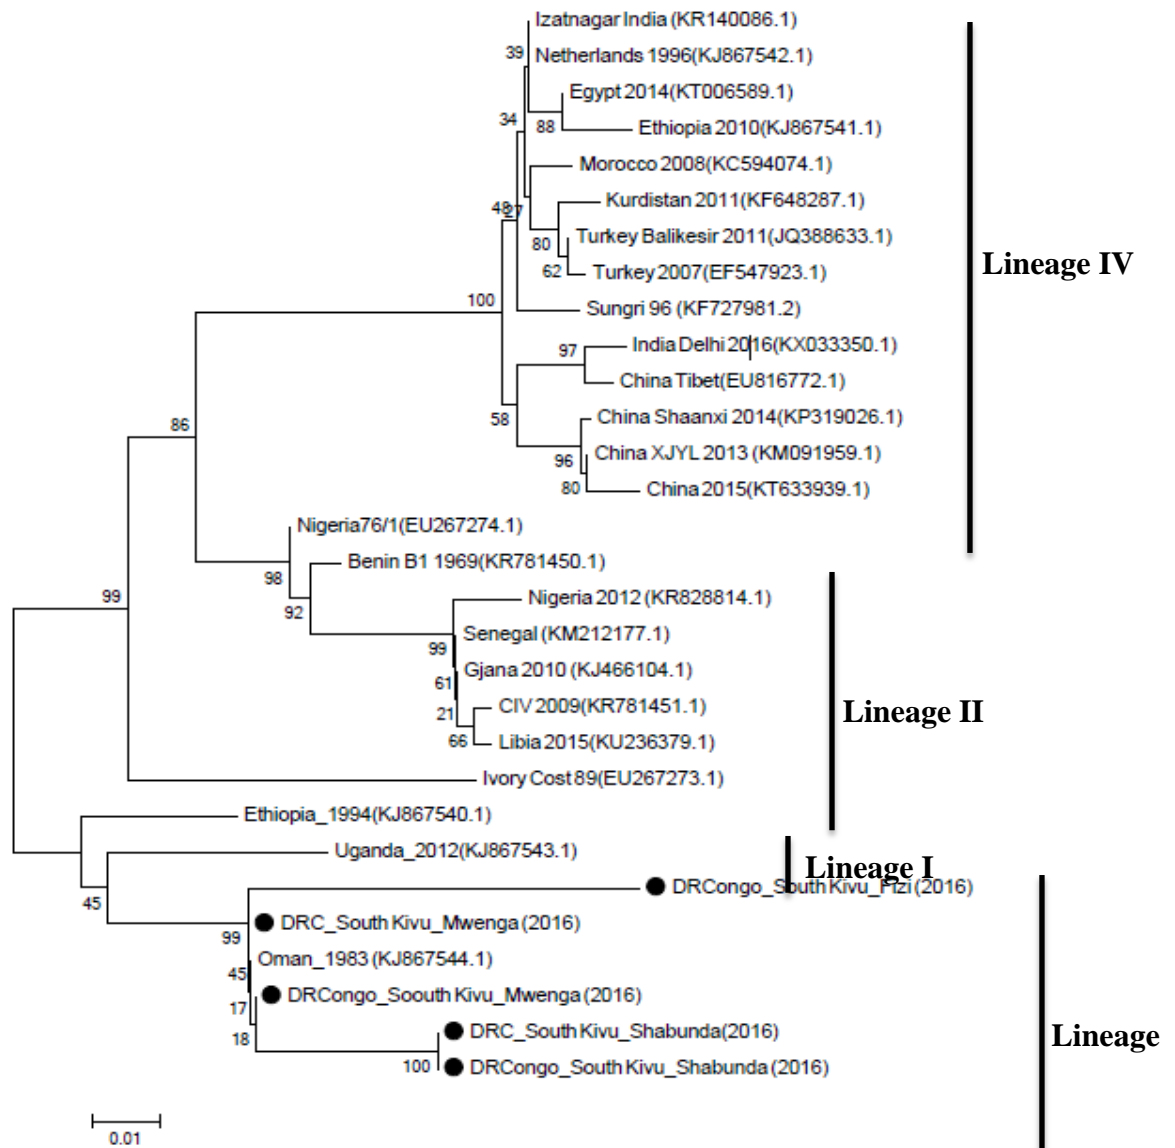 Izatnagar India (KR140086.1)
39
Netherlands 1996(KJ867542.1)
Egypt 2014(KT006589.1)
34
88
Ethiopia 2010(KJ867541.1)
Morocco 2008(KC594074.1)
Kurdistan 2011(KF648287.1)
48
27
80
Turkey Balikesir 2011(JQ388633.1)
Lineage IV
62
Turkey 2007(EF547923.1)
100
Sungri 96 (KF727981.2)
97
India Delhi 2016(KX033350.1)
China Tibet(EU816772.1)
58
China Shaanxi 2014(KP319026.1)
86
96
China XJYL 2013 (KM091959.1)
80
China 2015(KT633939.1)
Nigeria76/1(EU267274.1)
98
Benin B1 1969(KR781450.1)
99
92
Nigeria 2012 (KR828814.1)
99
Senegal (KM212177.1)
61
Gjana 2010 (KJ466104.1)
21
CIV 2009(KR781451.1)
Lineage II
66
Libia 2015(KU236379.1)
Ivory Cost 89(EU267273.1)
Ethiopia_1994(KJ867540.1)
Uganda_2012(KJ867543.1)
Lineage I
45
DRCongo_South Kivu_Fizi (2016)
99
DRC_South Kivu_Mwenga (2016)
45
Oman_1983 (KJ867544.1)
17
DRCongo_Soouth Kivu_Mwenga (2016)
18
DRC_South Kivu_Shabunda(2016)
Lineage
100
DRCongo_South Kivu_Shabunda (2016)
0.01